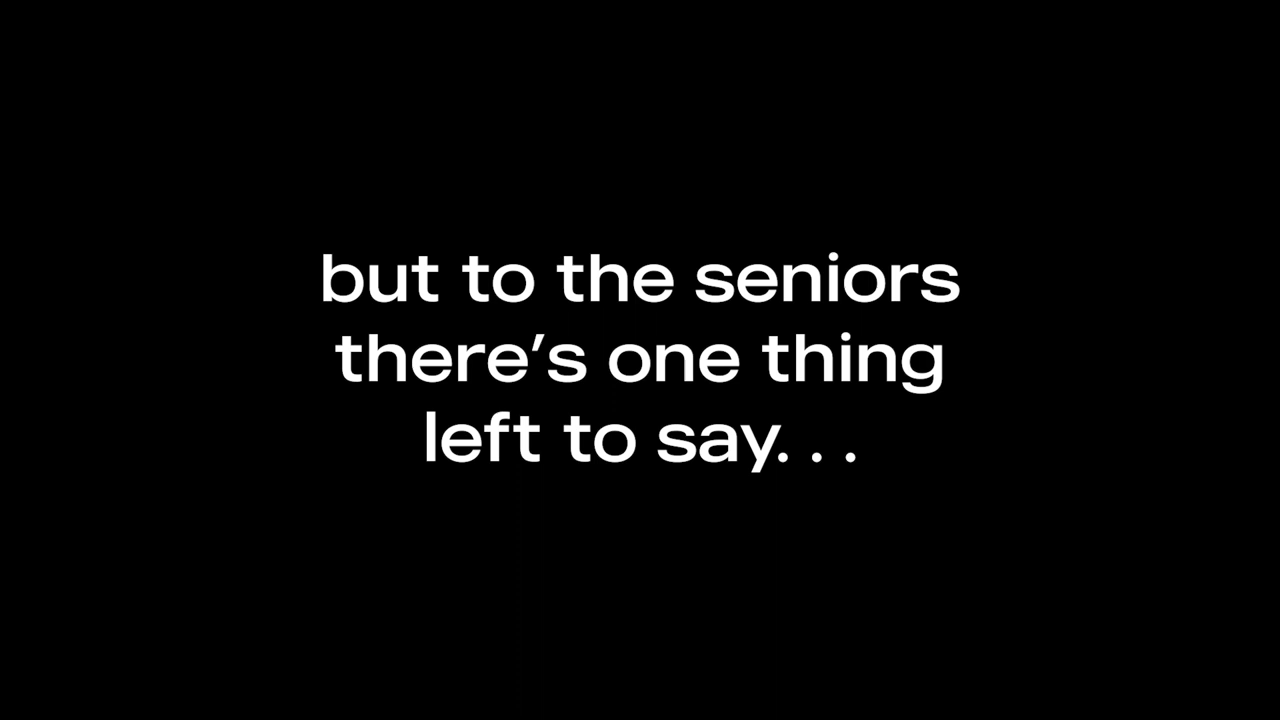 but to the seniors
there’s one thing
left to say. . .